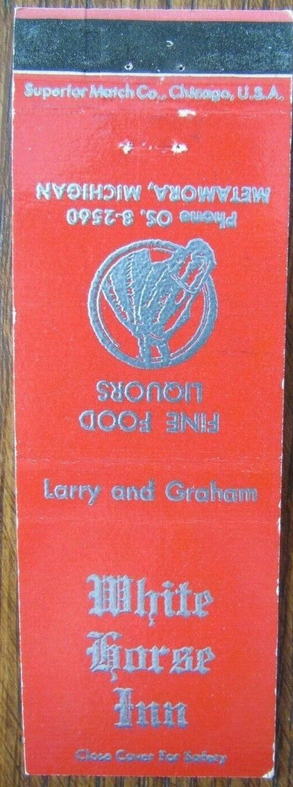 Superior Match Co., Chicago, U.S.A.
METAMORA, MICHIGAN
Phone OS. 8-2560
LIQUORS
FINE FOOD
Larry and Graham
White
Horse
Inn
Close Cover For Safety